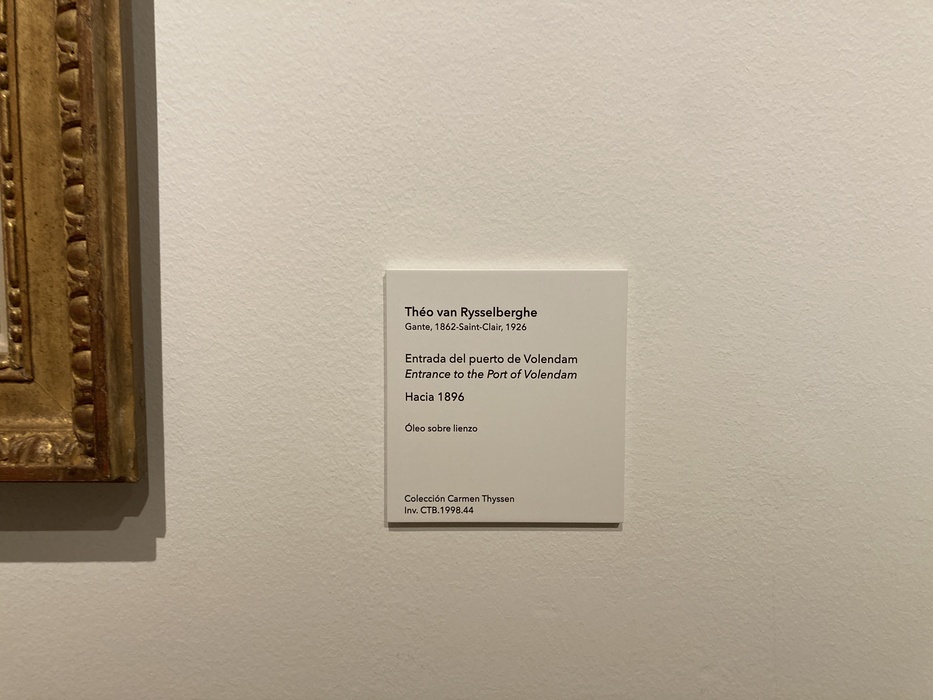 Théo van Rysselberghe
Gante, 1862-Saint-Clair, 1926
Entrada del puerto de Volendam
Entrance to the Port of Volendam
Hacia 1896
Óleo sobre lienzo
Colección Carmen Thyssen
Inv. CTB.1998.44